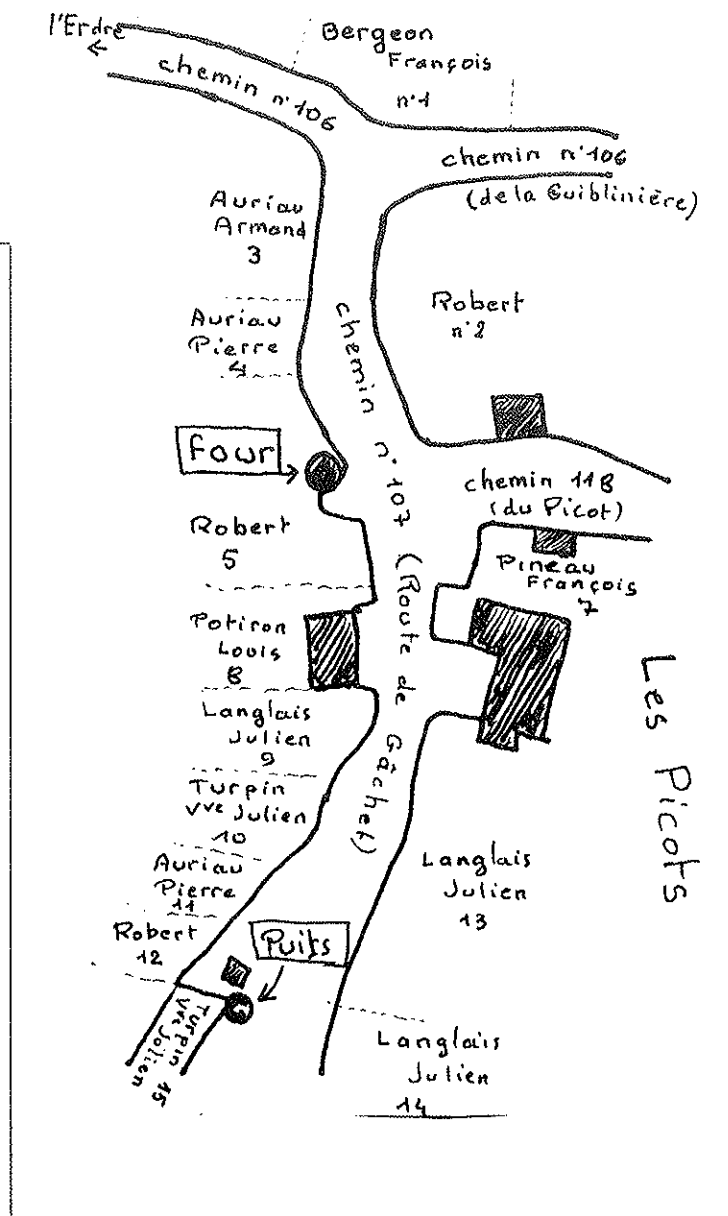 l'Erdre
←
Bergeon
François
n°1
chemin n°106
chemin n°106
(de la Guiblinière)
Auriau
Armand
3
Robert
n°2
Auriau
Pierre
4
chemin n°107 (Route de Gâchet)
Four
chemin 118
(du Picot)
Robert
5
Pineau
François
7
Potiron
Louis
8
Les Picots
Langlais
Julien
9
Turpin
Vve Julien
10
Langlais
Julien
13
Auriau
Pierre
11
Robert
12
Puits
Turpin
Vve Julien
15
Langlais
Julien
14